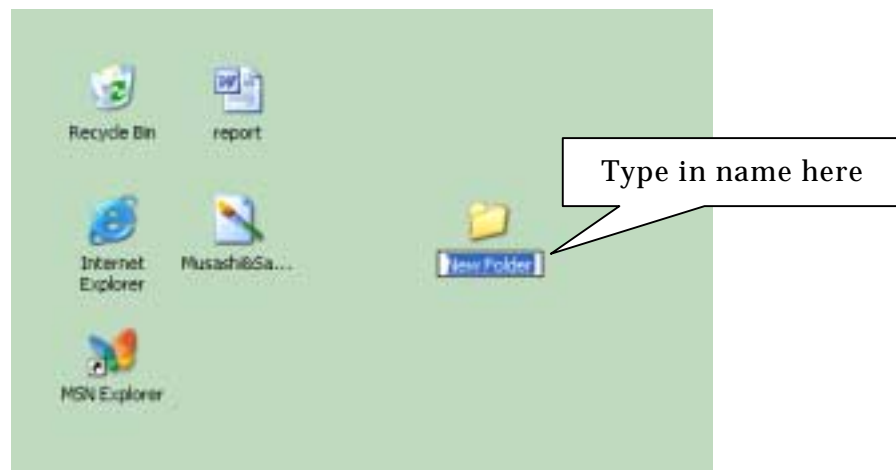 Recycle Bin
report
Type in name here
Internet
Explorer
Musashi&Sa...
New Folder
MSN Explorer